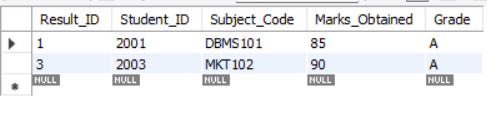 Result_ID Student_ID Subject_Code Marks_Obtained Grade
1 2001 DBMS101 85 A
3 2003 MKT102 90 A
NULL NULL NULL NULL NULL